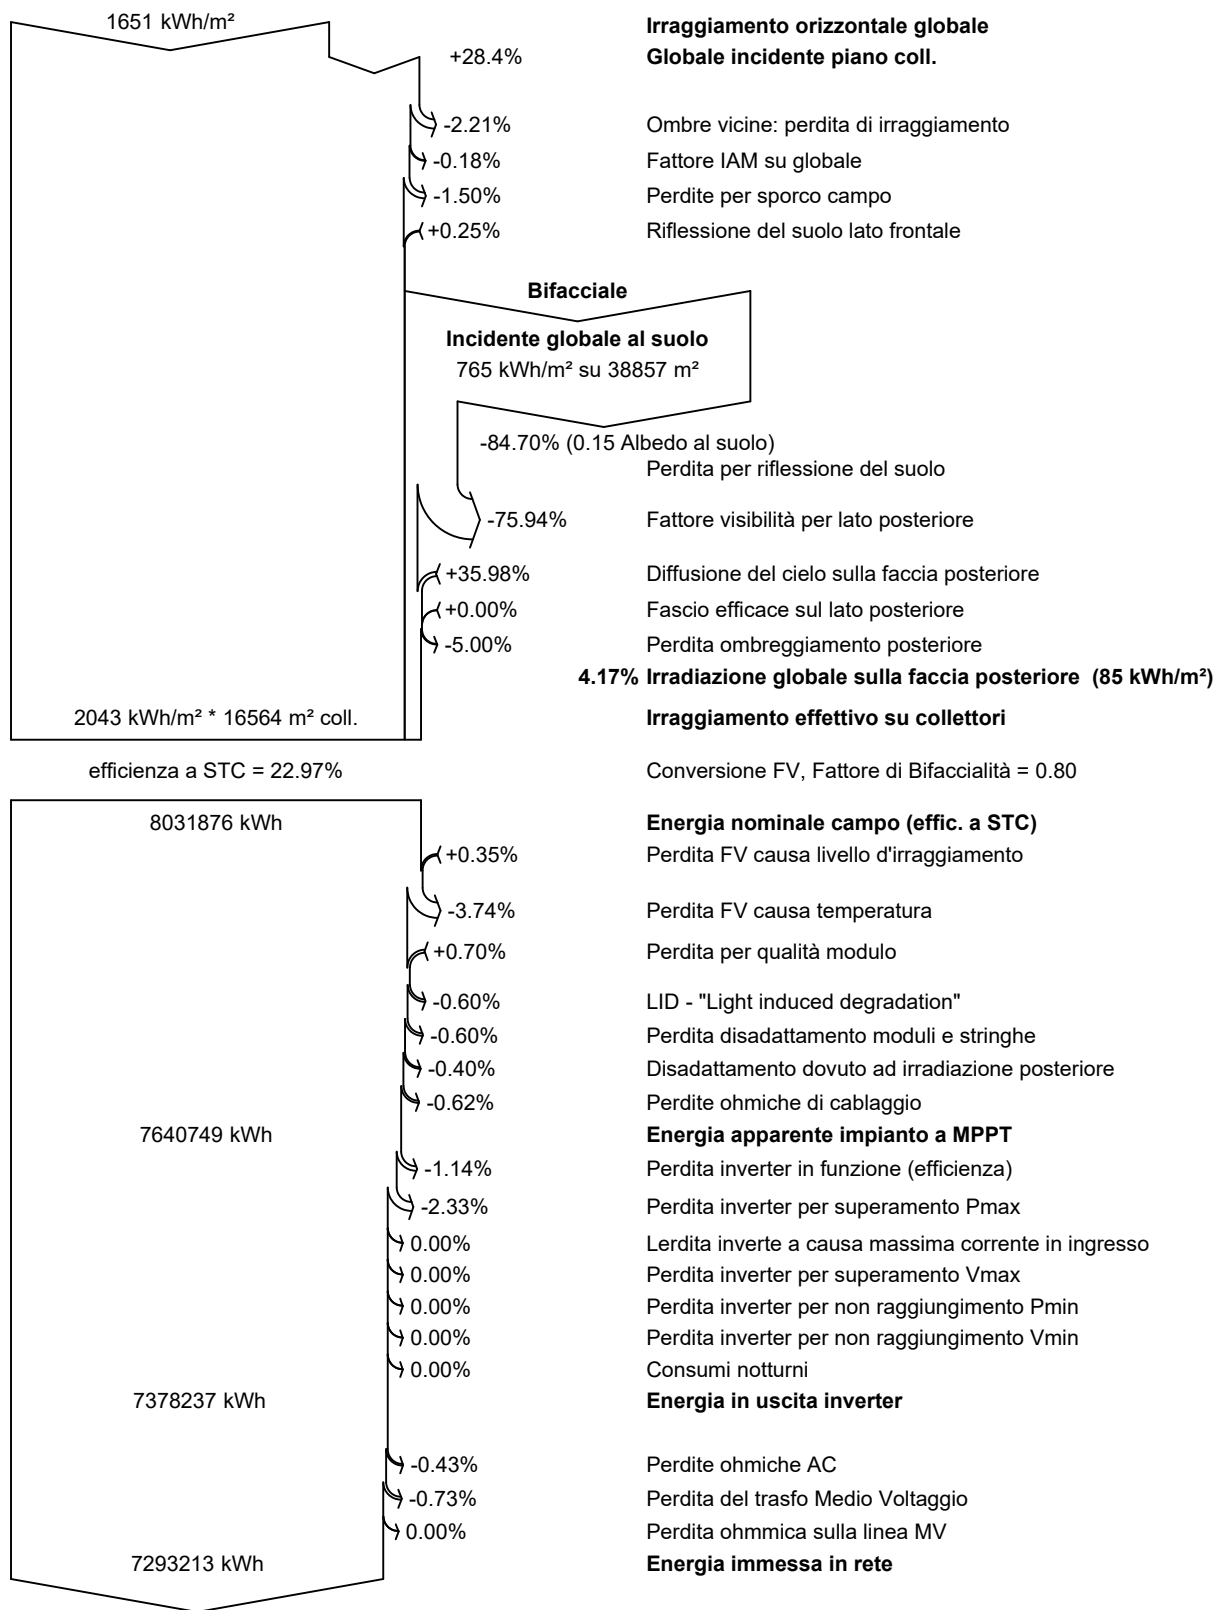 1651 kWh/m² Irraggiamento orizzontale globale
+28.4% Globale incidente piano coll.
-2.21% Ombre vicine: perdita di irraggiamento
-0.18% Fattore IAM su globale
-1.50% Perdite per sporco campo
+0.25% Riflessione del suolo lato frontale
Bifacciale
Incidente globale al suolo
765 kWh/m² su 38857 m²
-84.70% (0.15 Albedo al suolo)
Perdita per riflessione del suolo
-75.94% Fattore visibilità per lato posteriore
+35.98% Diffusione del cielo sulla faccia posteriore
+0.00% Fascio efficace sul lato posteriore
-5.00% Perdita ombreggiamento posteriore
4.17% Irradiazione globale sulla faccia posteriore (85 kWh/m²)
2043 kWh/m² * 16564 m² coll. Irraggiamento effettivo su collettori
efficienza a STC = 22.97% Conversione FV, Fattore di Bifaccialità = 0.80
8031876 kWh Energia nominale campo (effic. a STC)
+0.35% Perdita FV causa livello d'irraggiamento
-3.74% Perdita FV causa temperatura
+0.70% Perdita per qualità modulo
-0.60% LID - "Light induced degradation"
-0.60% Perdita disadattamento moduli e stringhe
-0.40% Disadattamento dovuto ad irradiazione posteriore
-0.62% Perdite ohmiche di cablaggio
7640749 kWh Energia apparente impianto a MPPT
-1.14% Perdita inverter in funzione (efficienza)
-2.33% Perdita inverter per superamento Pmax
0.00% Lerdita inverte a causa massima corrente in ingresso
0.00% Perdita inverter per superamento Vmax
0.00% Perdita inverter per non raggiungimento Pmin
0.00% Perdita inverter per non raggiungimento Vmin
0.00% Consumi notturni
7378237 kWh Energia in uscita inverter
-0.43% Perdite ohmiche AC
-0.73% Perdita del trasfo Medio Voltaggio
0.00% Perdita ohmmica sulla linea MV
7293213 kWh Energia immessa in rete